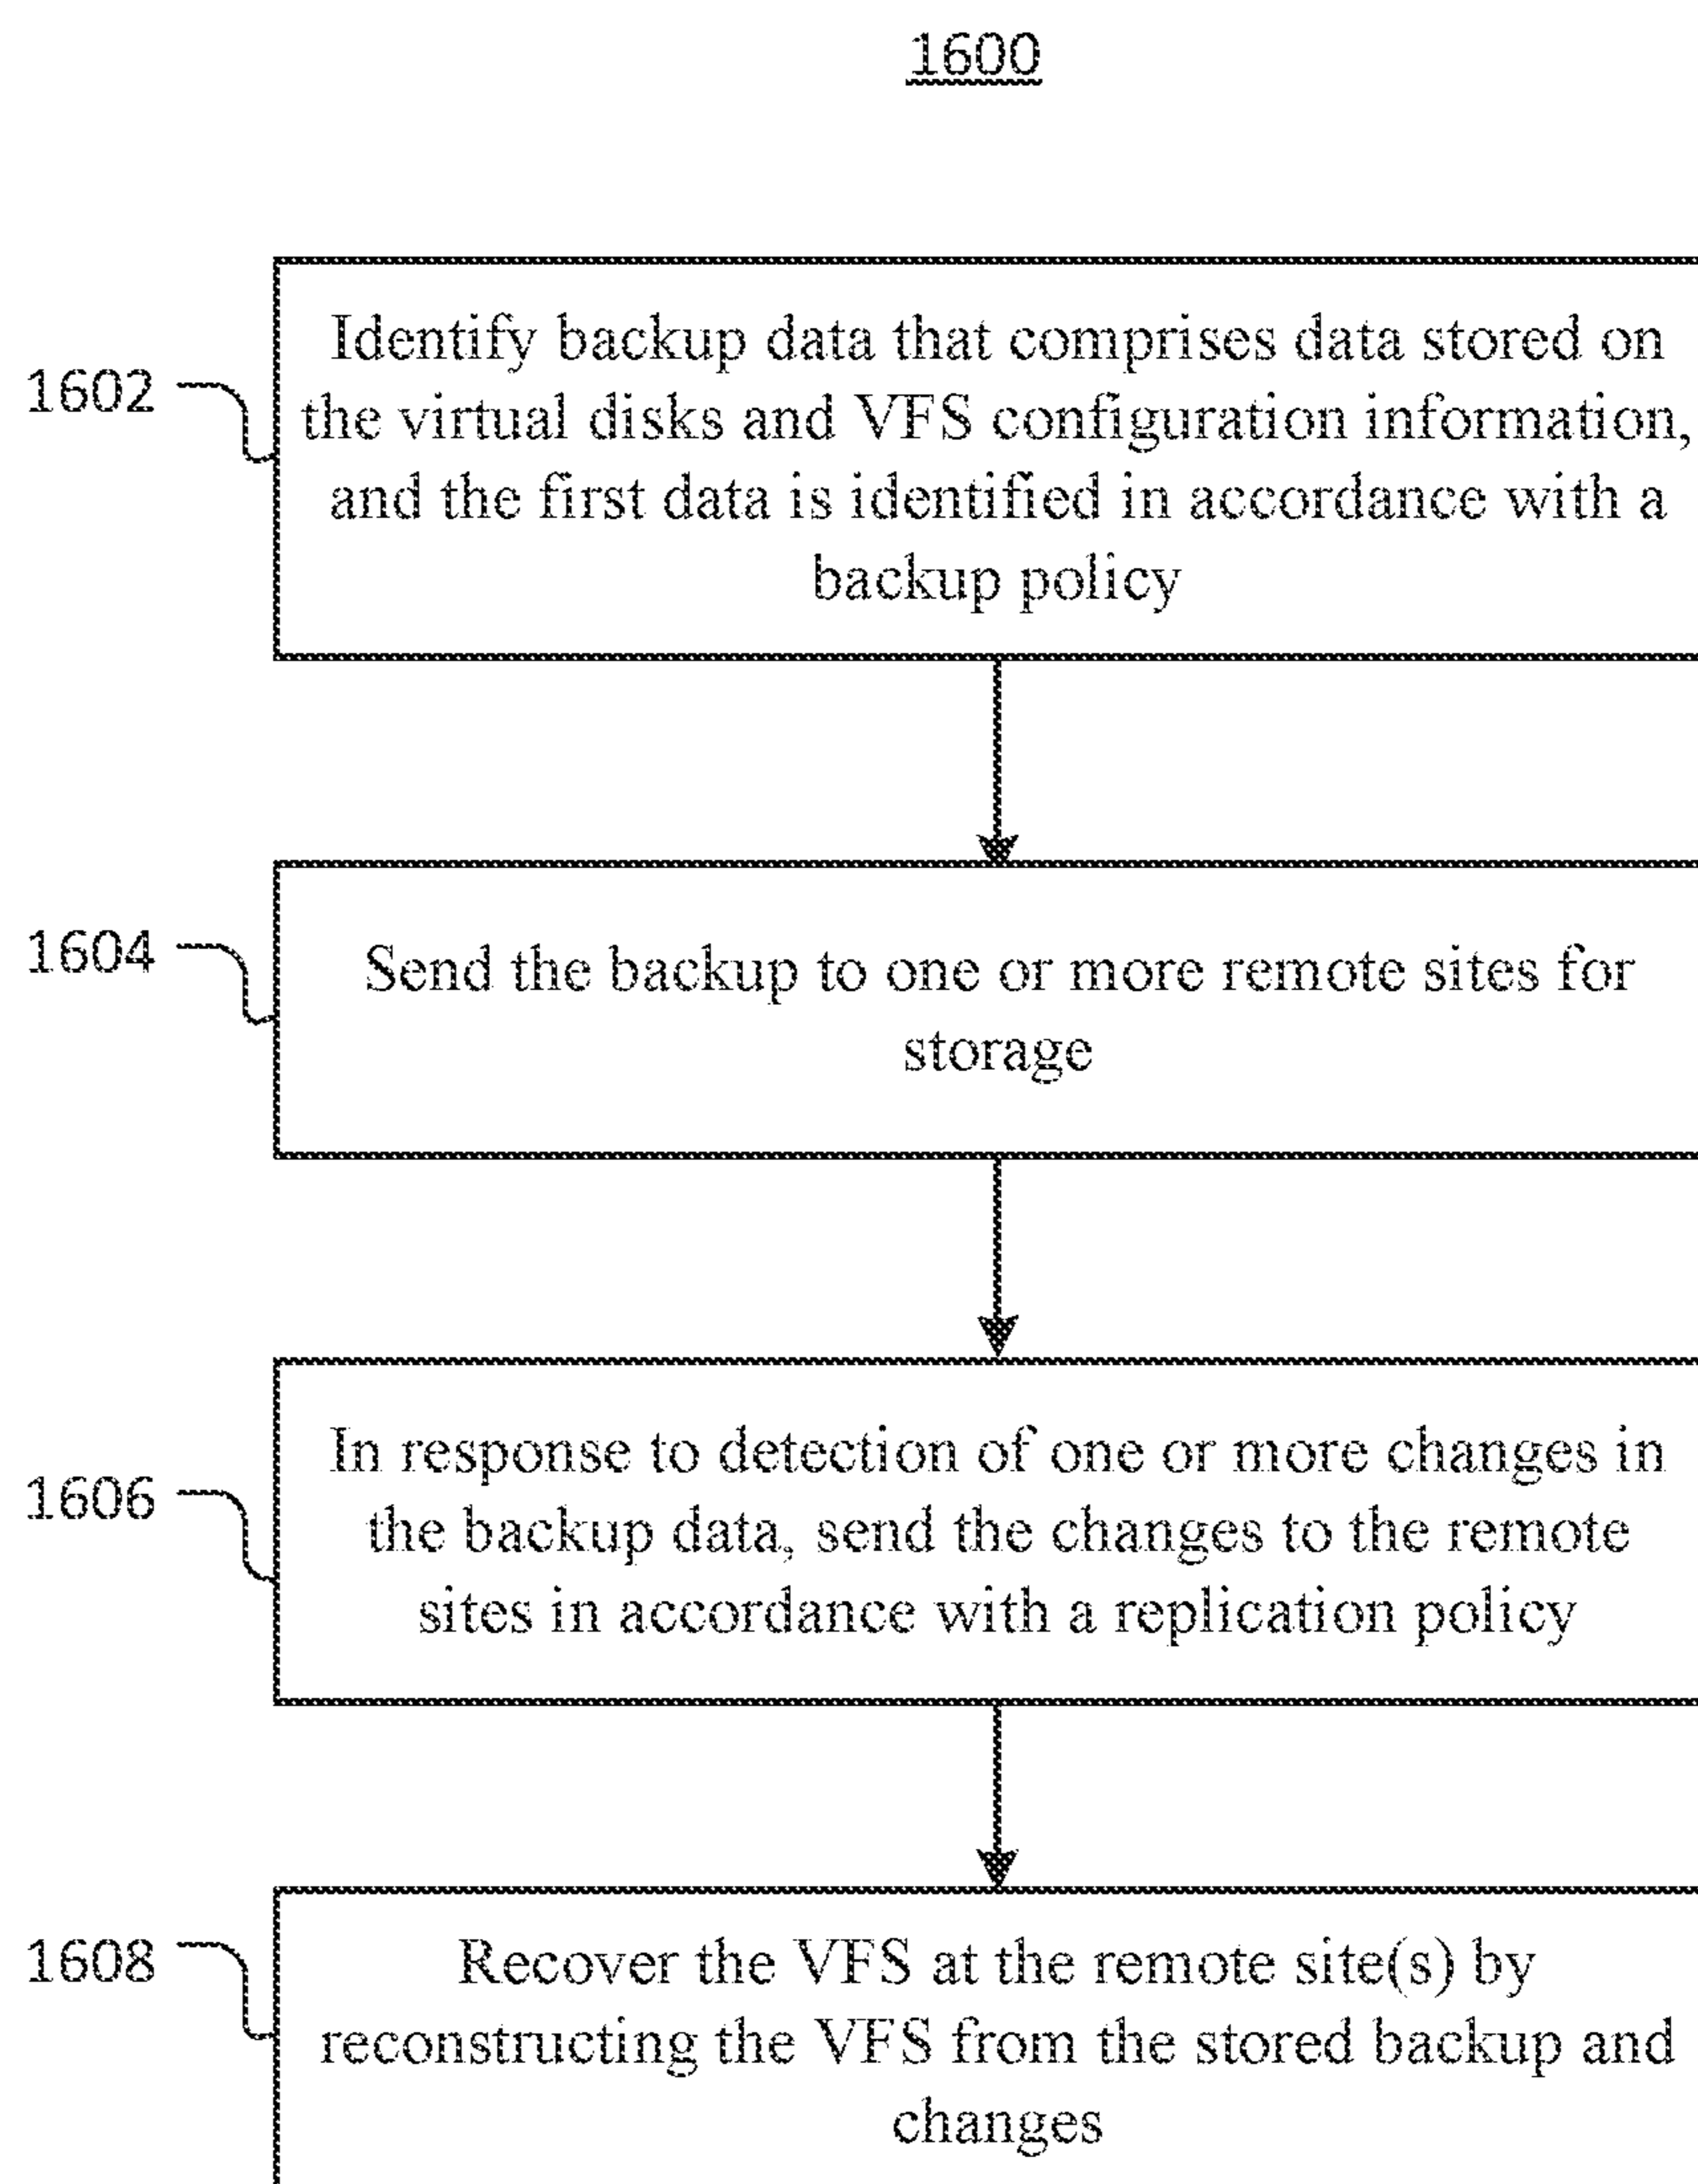 1600
1602
Identify backup data that comprises data stored on
the virtual disks and VFS configuration information,
and the first data is identified in accordance with a
backup policy
1604
Send the backup to one or more remote sites for
storage
1606
In response to detection of one or more changes in
the backup data, send the changes to the remote
sites in accordance with a replication policy
1608
Recover the VFS at the remote site(s) by
reconstructing the VFS from the stored backup and
changes